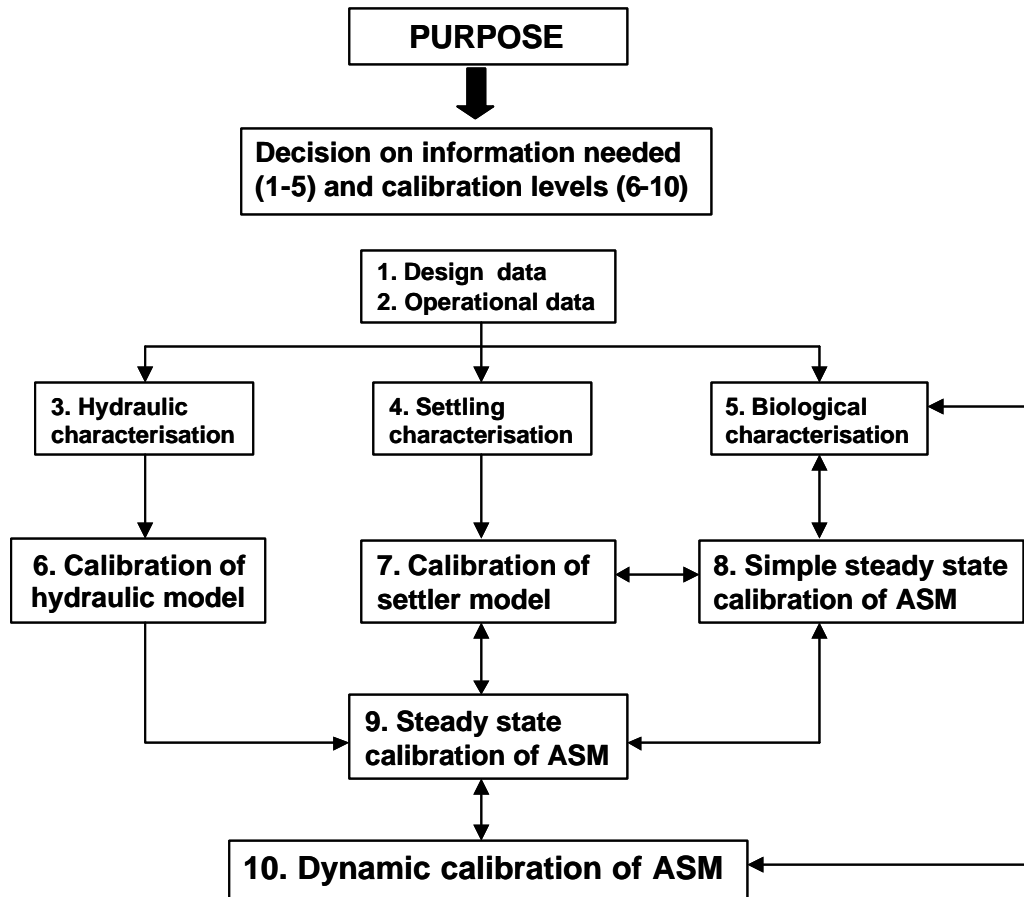 PURPOSE
Decision on information needed
(1-5) and calibration levels (6-10)
1. Design data
2. Operational data
3. Hydraulic
characterisation
4. Settling
characterisation
5. Biological
characterisation
6. Calibration of
hydraulic model
7. Calibration of
settler model
8. Simple steady state
calibration of ASM
9. Steady state
calibration of ASM
10. Dynamic calibration of ASM